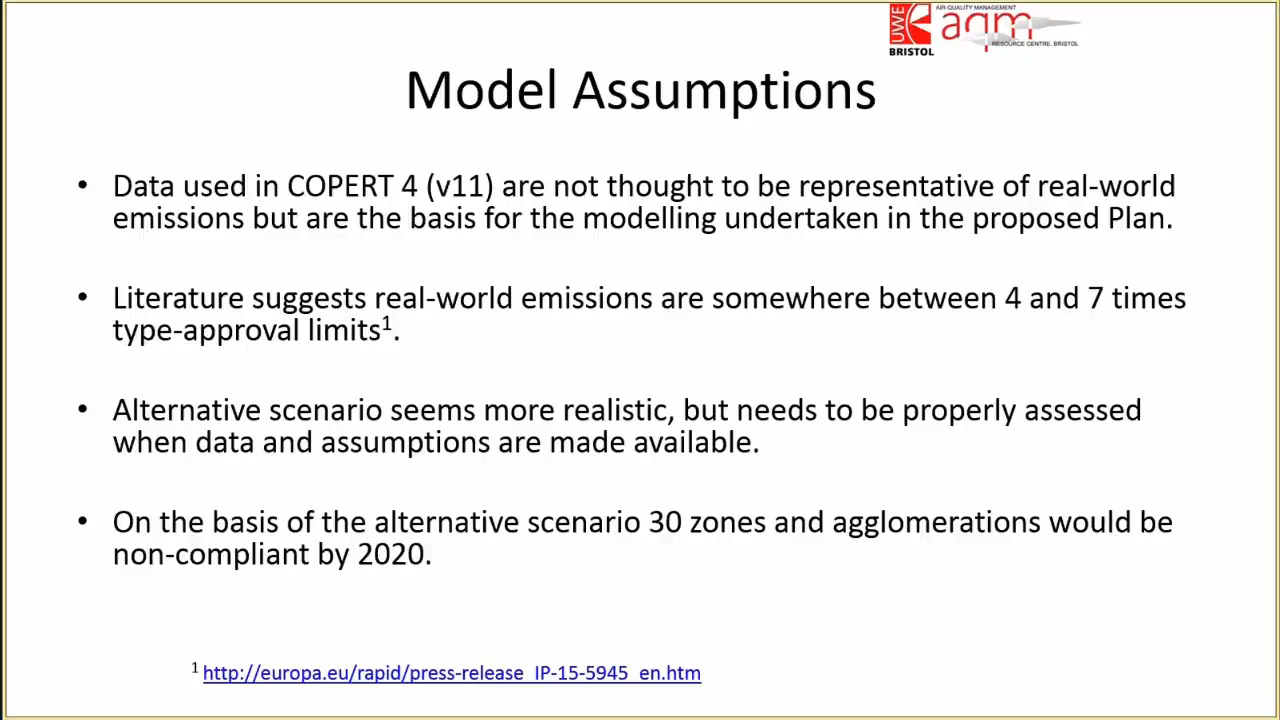 AIR QUALITY MANAGEMENT
UWE
aqm
BRISTOL
RESOURCE CENTRE, BRISTOL
Model Assumptions
• Data used in COPERT 4 (v11) are not thought to be representative of real-world
emissions but are the basis for the modelling undertaken in the proposed Plan.
• Literature suggests real-world emissions are somewhere between 4 and 7 times
type-approval limits¹.
• Alternative scenario seems more realistic, but needs to be properly assessed
when data and assumptions are made available.
• On the basis of the alternative scenario 30 zones and agglomerations would be
non-compliant by 2020.
¹ http://europa.eu/rapid/press-release_IP-15-5945_en.htm